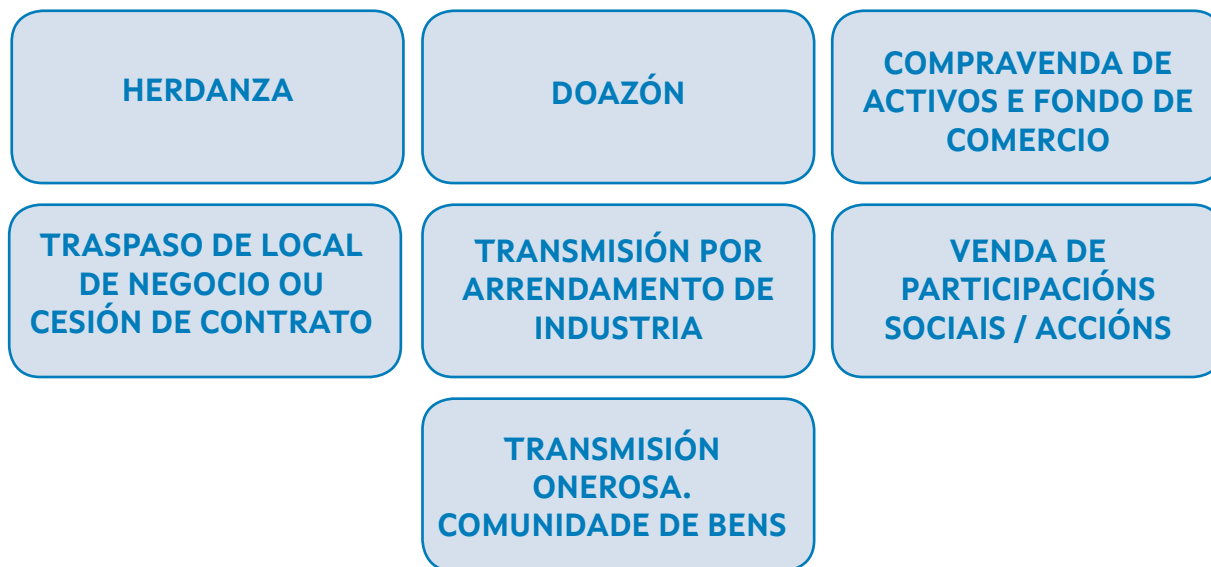 HERDANZA
DOAZÓN
COMPRAVENDA DE
ACTIVOS E FONDO DE
COMERCIO
TRASPASO DE LOCAL
DE NEGOCIO OU
CESIÓN DE CONTRATO
TRANSMISIÓN POR
ARRENDAMENTO DE
INDUSTRIA
VENDA DE
PARTICIPACIÓNS
SOCIAIS / ACCIÓNS
TRANSMISIÓN
ONEROSA.
COMUNIDADE DE BENS